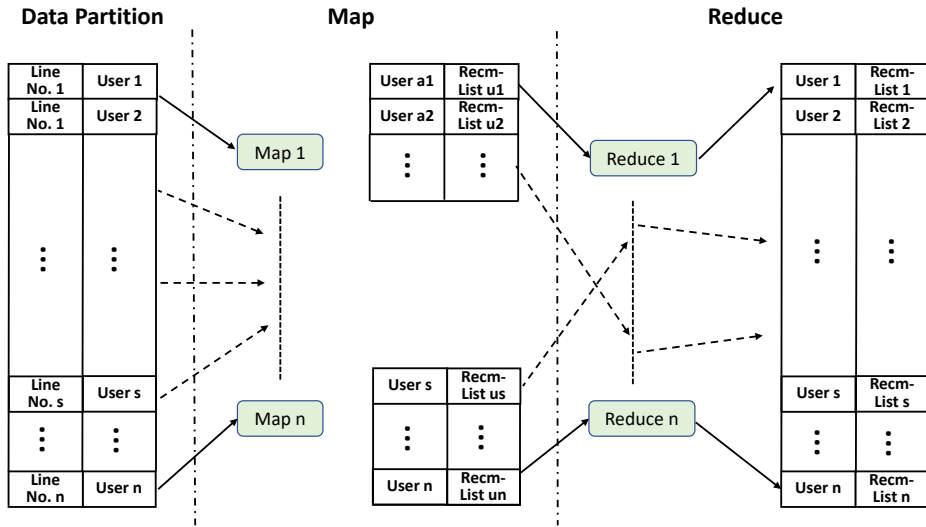 Data Partition
Map
Reduce
Line
No. 1
User 1
Line
No. 1
User 2
Line
No. s
User s
Line
No. n
User n
Map 1
Map n
User a1
Recm-
List u1
User a2
Recm-
List u2
User s
Recm-
List us
User n
Recm-
List un
Reduce 1
Reduce n
User 1
Recm-
List 1
User 2
Recm-
List 2
User s
Recm-
List s
User n
Recm-
List n